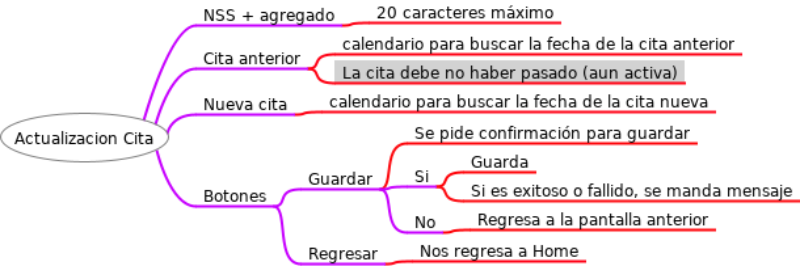 Actualizacion Cita
NSS + agregado
20 caracteres máximo
Cita anterior
calendario para buscar la fecha de la cita anterior
La cita debe no haber pasado (aun activa)
Nueva cita
calendario para buscar la fecha de la cita nueva
Botones
Guardar
Se pide confirmación para guardar
Si
Guarda
Si es exitoso o fallido, se manda mensaje
No
Regresa a la pantalla anterior
Regresar
Nos regresa a Home